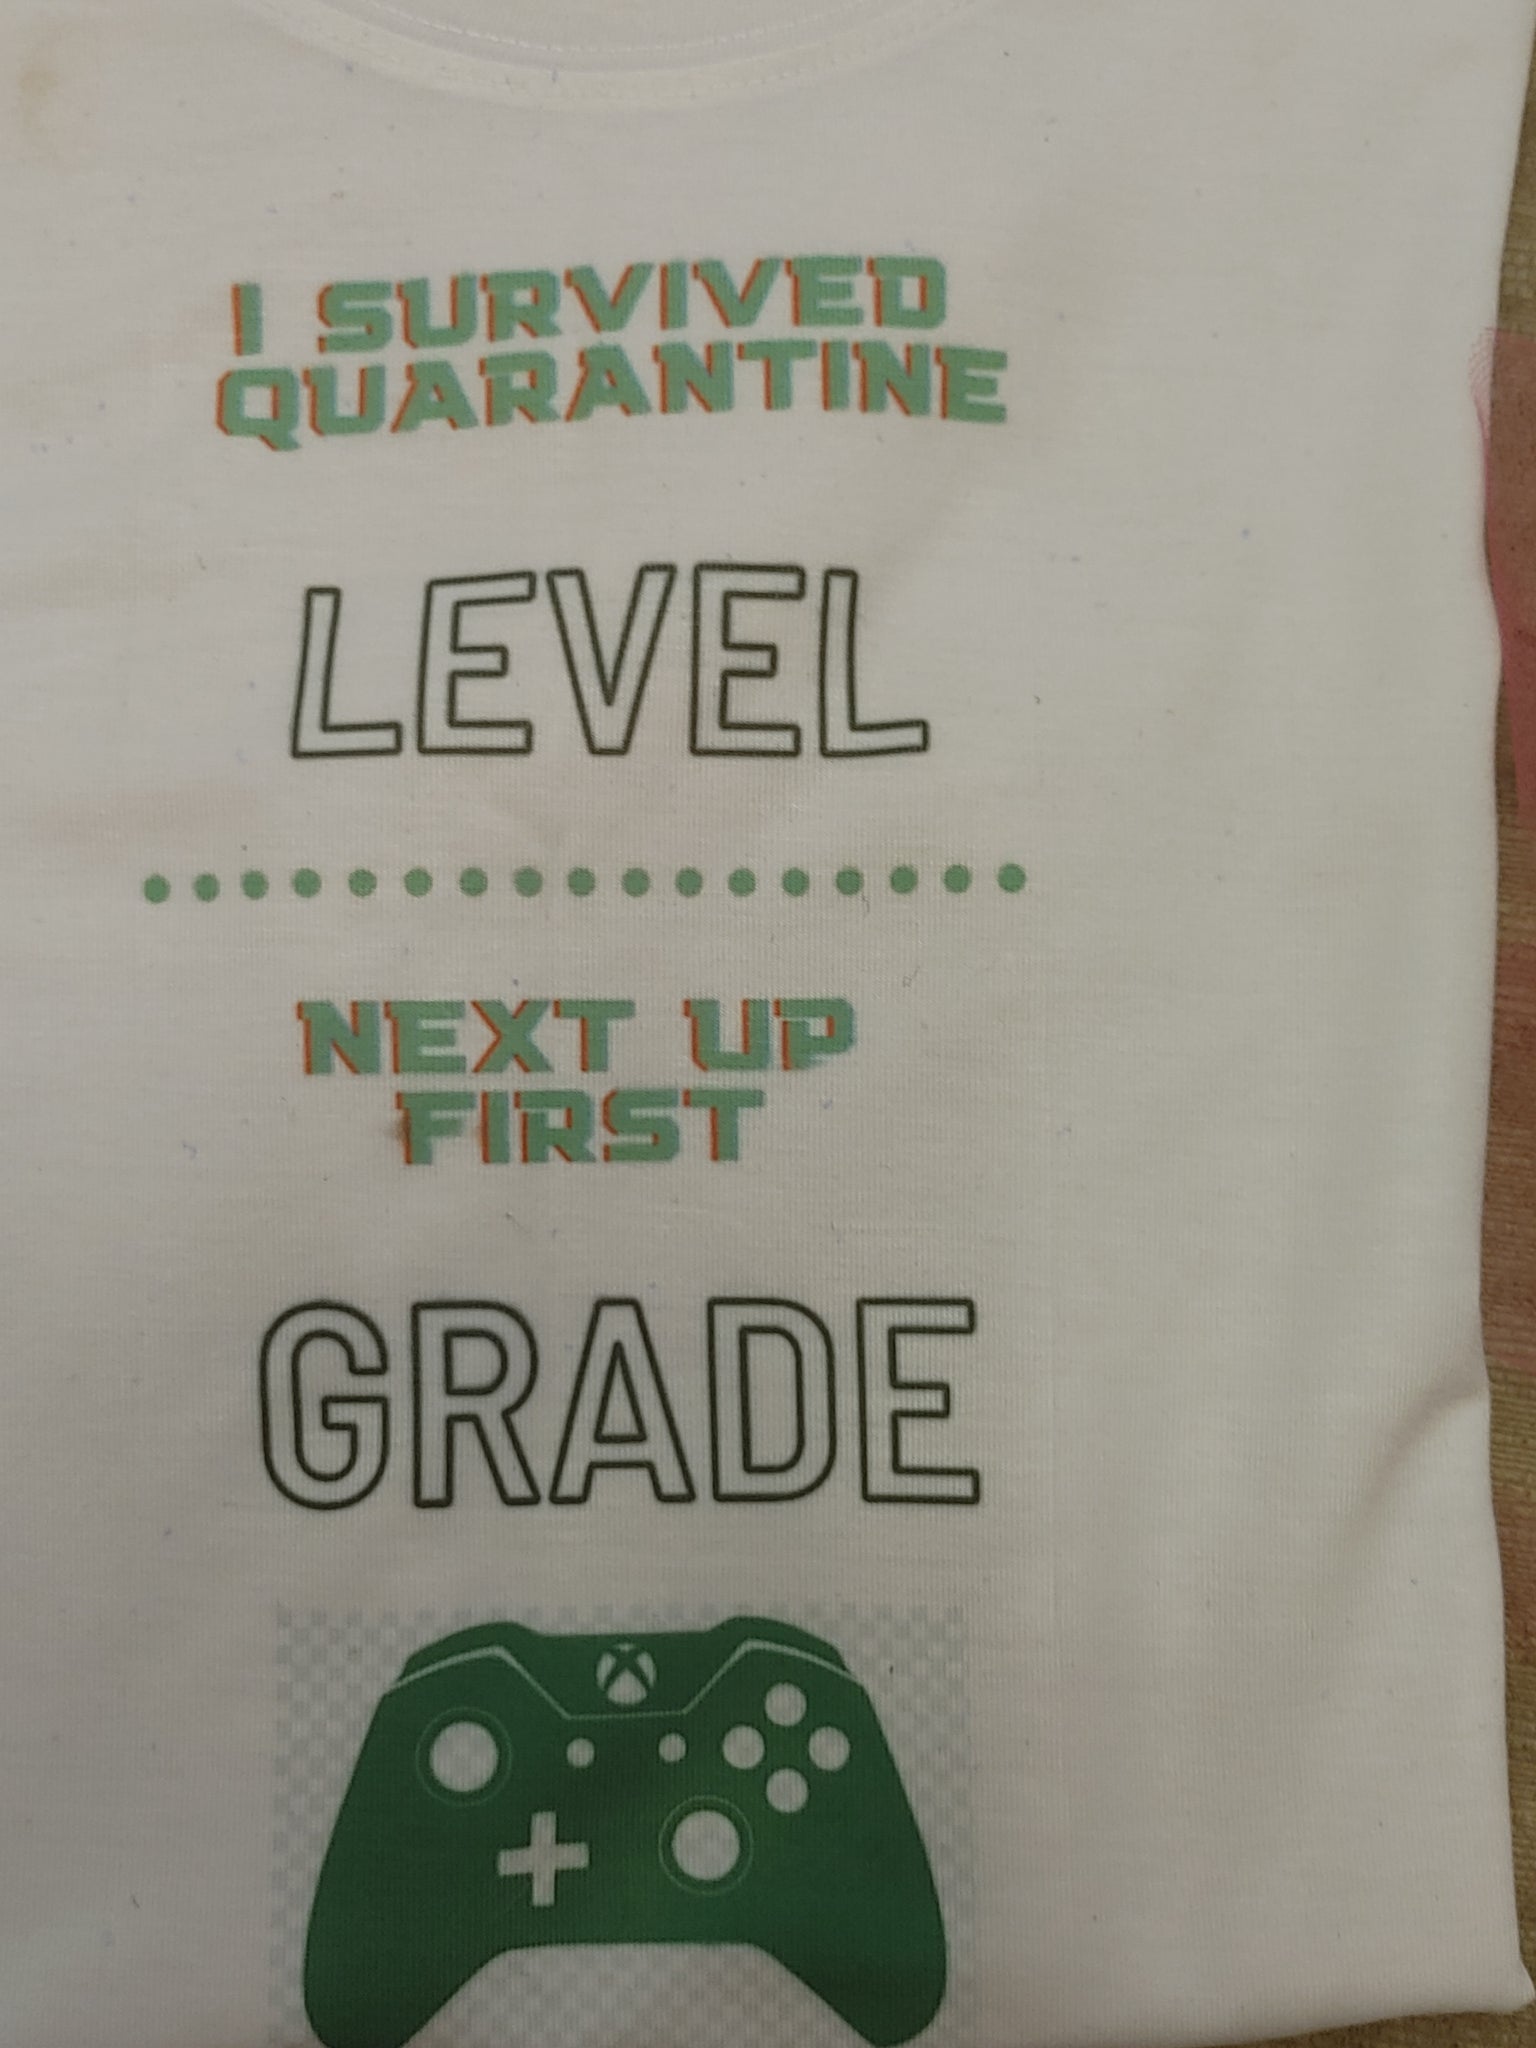 I SURVIVED
QUARANTINE
LEVEL
NEXT UP
FIRST
GRADE